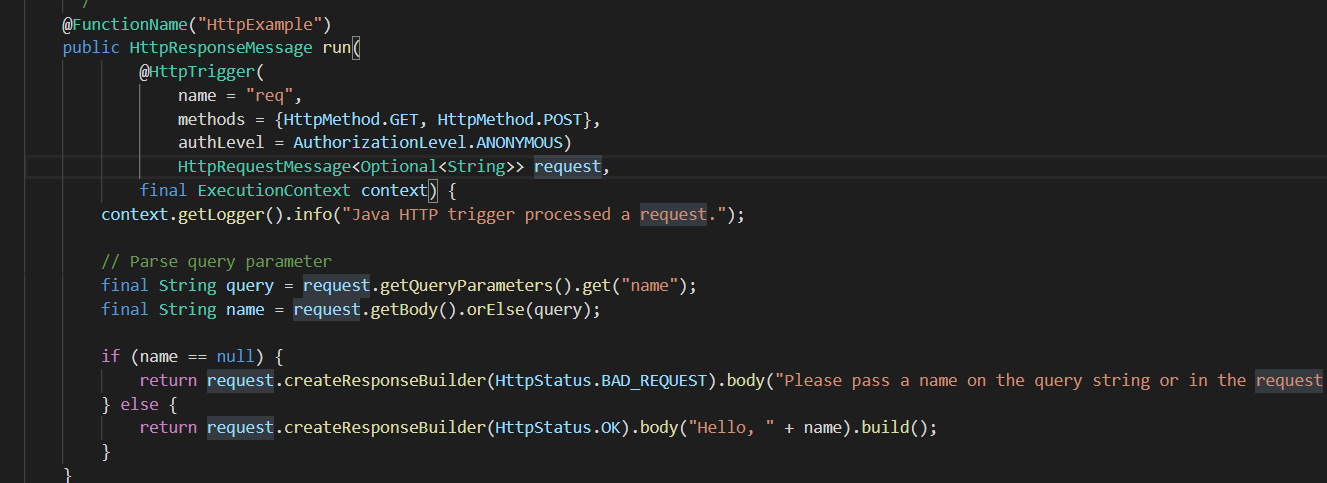 /
@FunctionName("HttpExample")
public HttpResponseMessage run(
@HttpTrigger(
name = "req",
methods = {HttpMethod.GET, HttpMethod.POST},
authLevel = AuthorizationLevel.ANONYMOUS)
HttpRequestMessage<Optional<String>> request,
final ExecutionContext context) {
context.getLogger().info("Java HTTP trigger processed a request.");
// Parse query parameter
final String query = request.getQueryParameters().get("name");
final String name = request.getBody().orElse(query);
if (name == null) {
return request.createResponseBuilder(HttpStatus.BAD_REQUEST).body("Please pass a name on the query string or in the request
} else {
return request.createResponseBuilder(HttpStatus.OK).body("Hello, " + name).build();
}
}